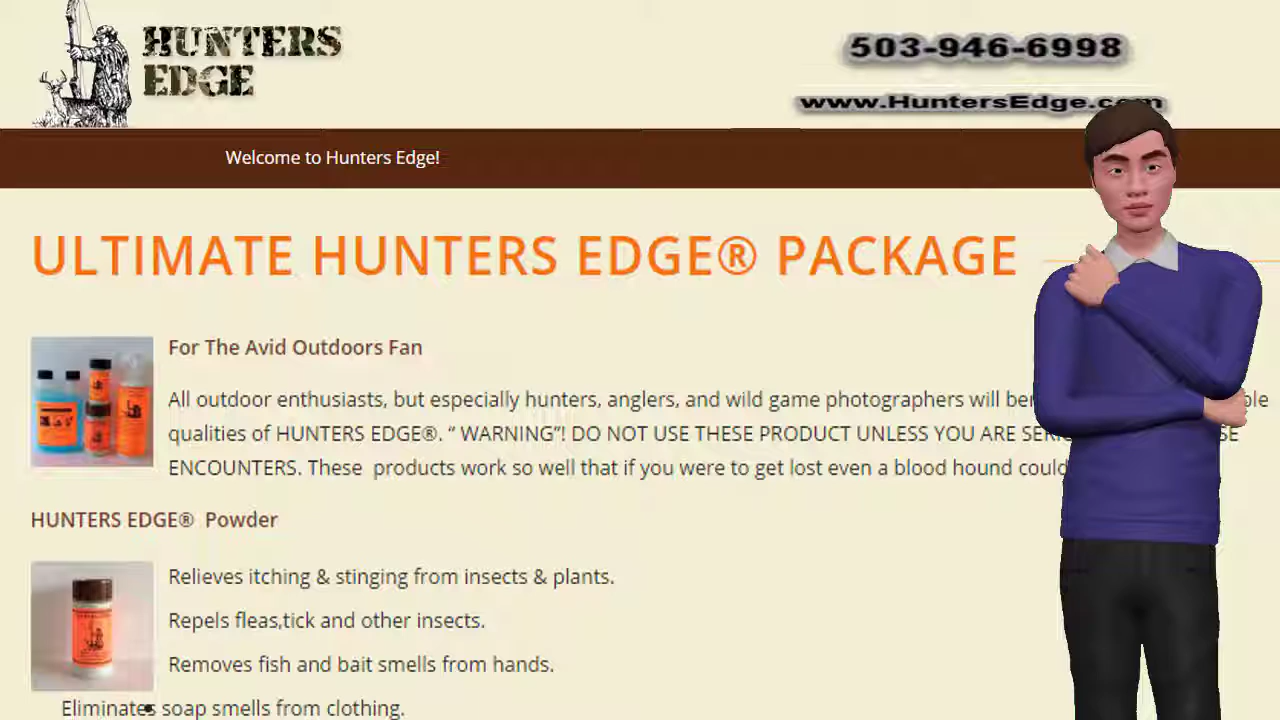 HUNTERS
EDGE
503-946-6998
www.HuntersEdge.com
Welcome to Hunters Edge!
ULTIMATE HUNTERS EDGE® PACKAGE
For The Avid Outdoors Fan
All outdoor enthusiasts, but especially hunters, anglers, and wild game photographers will
qualities of HUNTERS EDGE®. “ WARNING”! DO NOT USE THESE PRODUCT UNLESS YOU ARE
ENCOUNTERS. These products work so well that if you were to get lost even a blood hound could
HUNTERS EDGE® Powder
Relieves itching & stinging from insects & plants.
Repels fleas,tick and other insects.
Removes fish and bait smells from hands.
Eliminates soap smells from clothing.